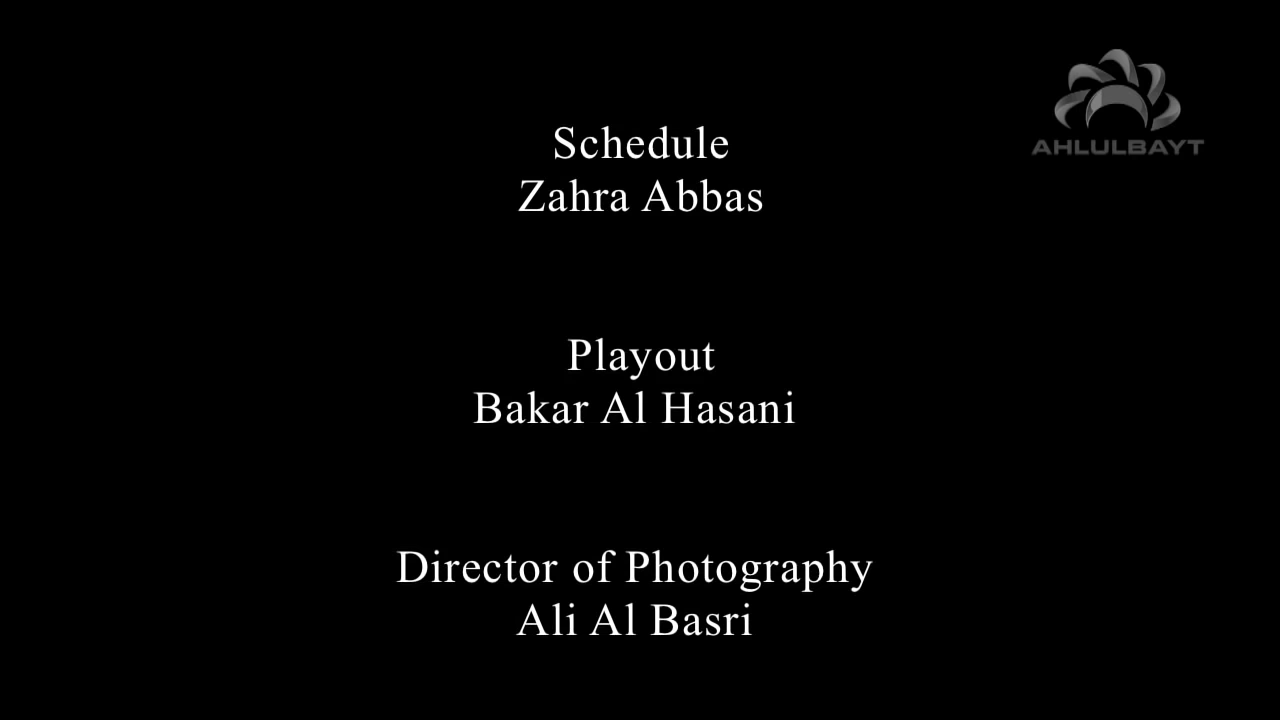 AHLULBAYT
Schedule
Zahra Abbas
Playout
Bakar Al Hasani
Director of Photography
Ali Al Basri